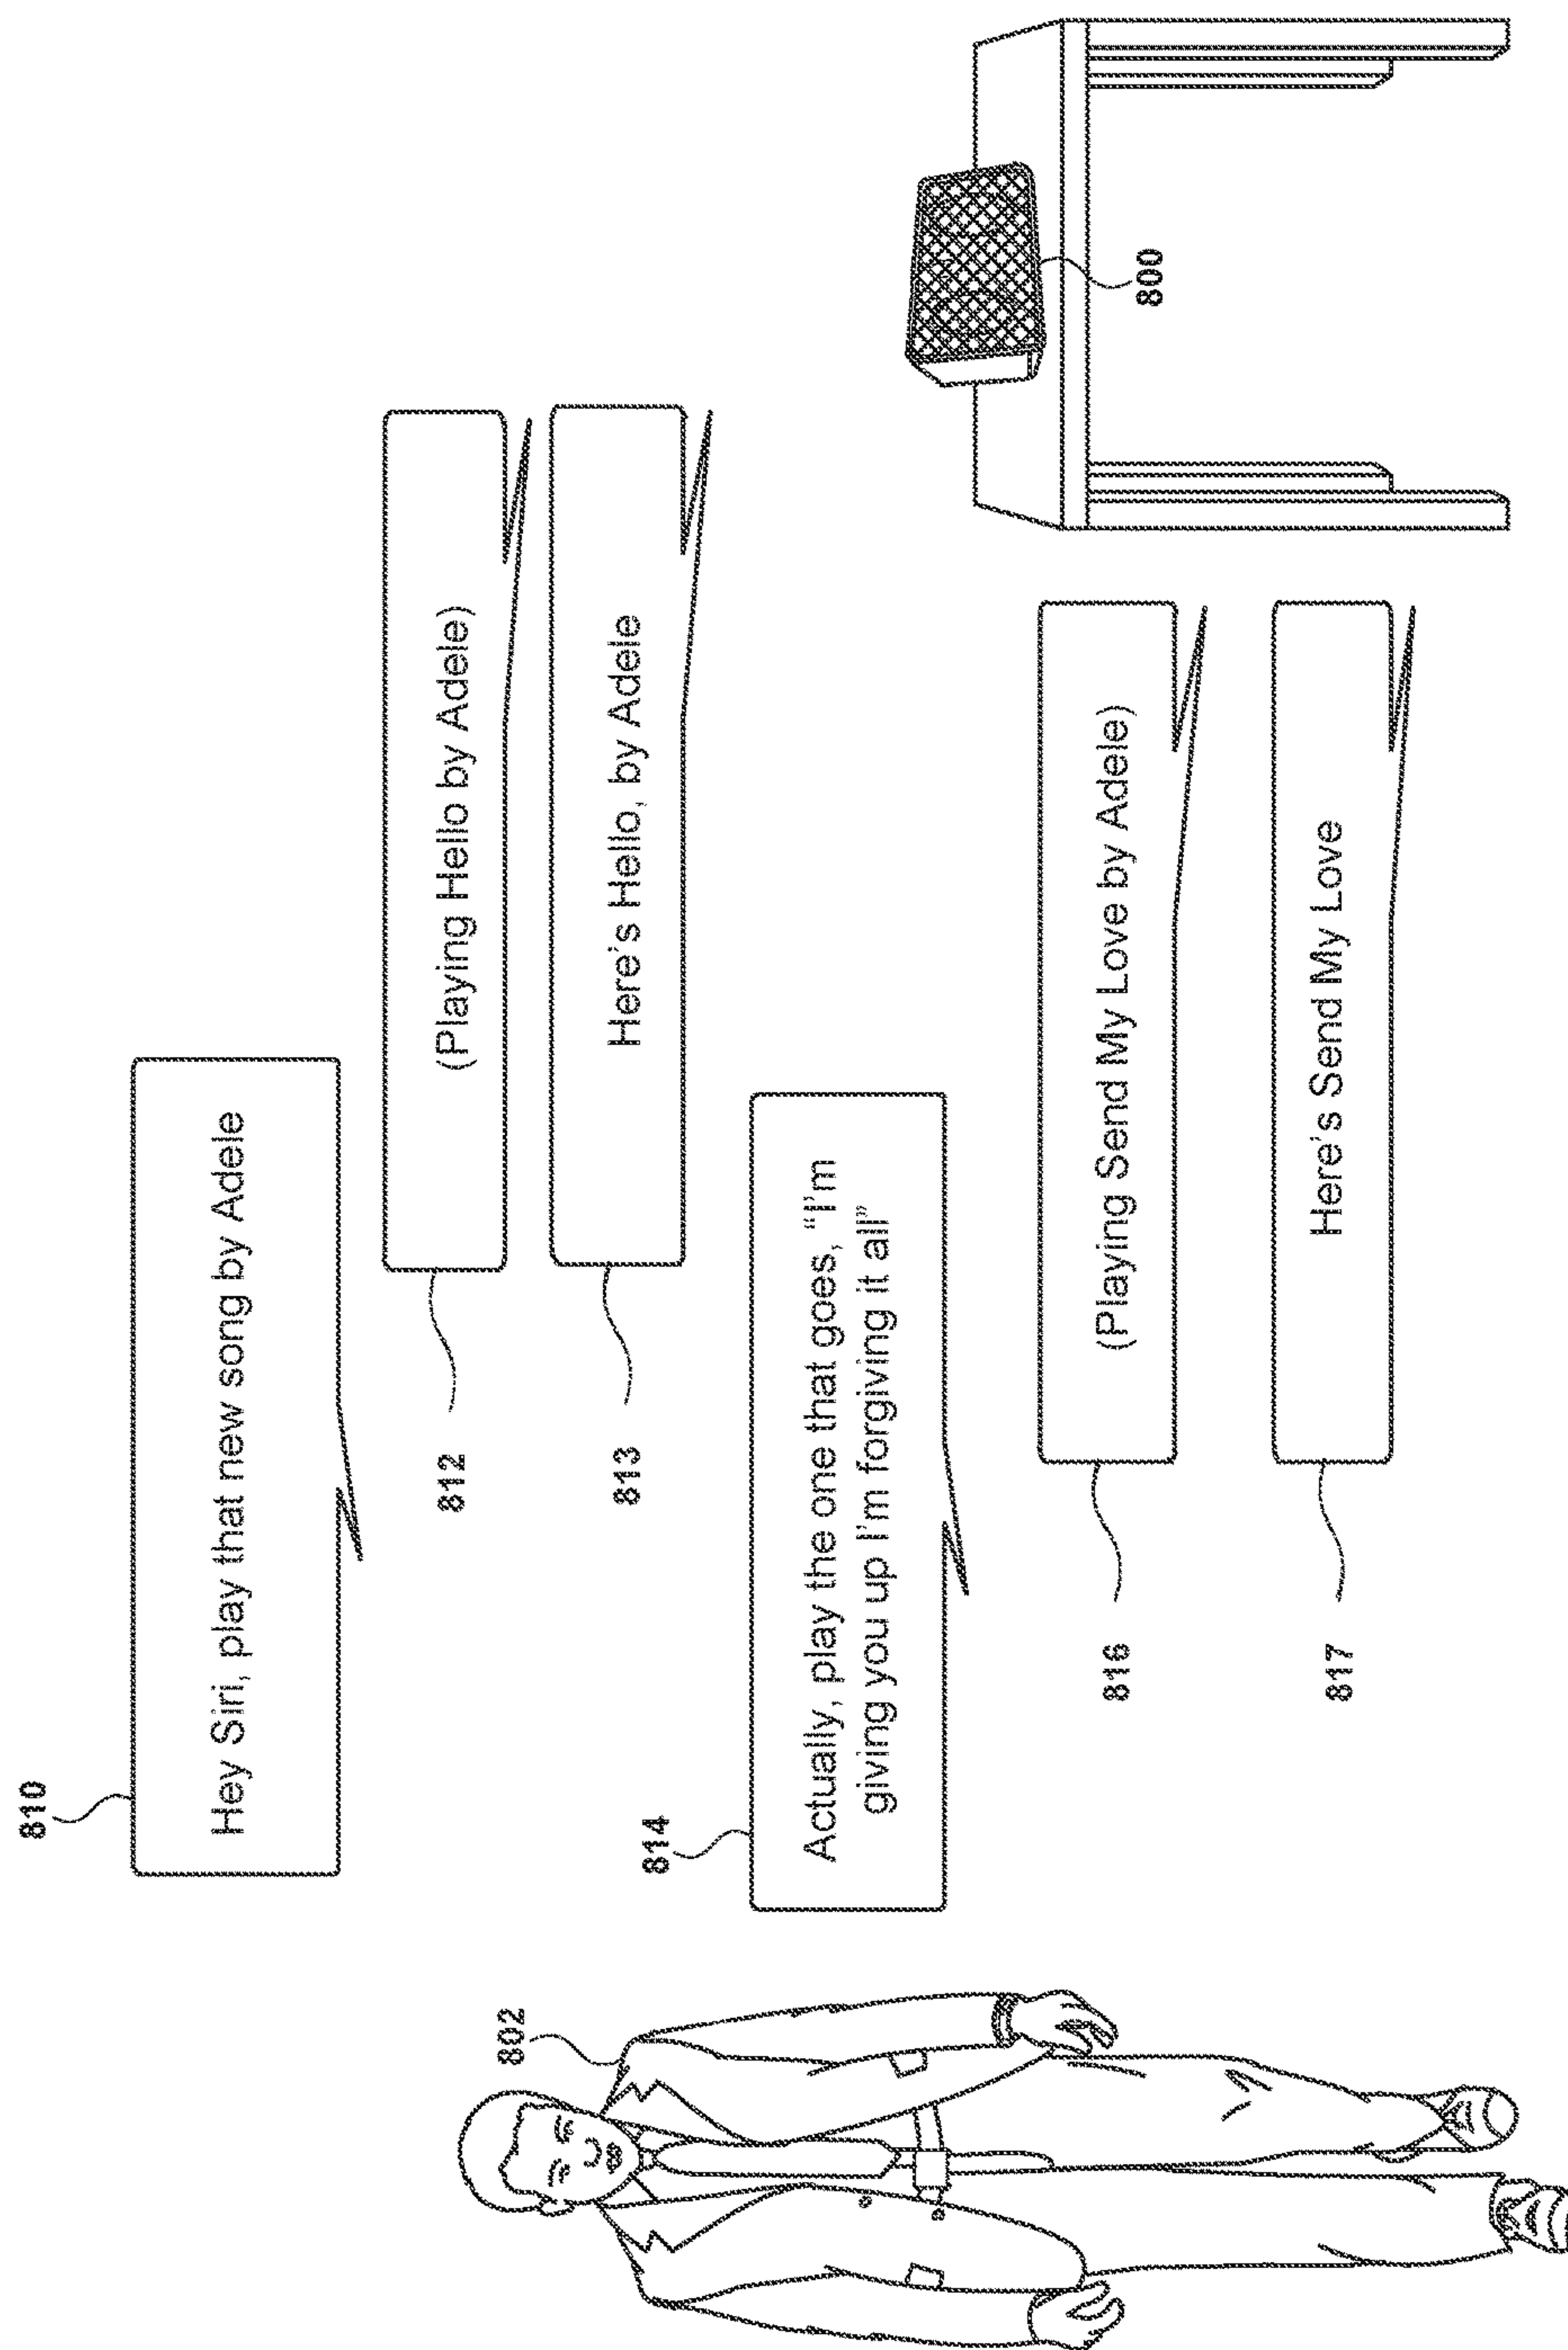 810
Hey Siri, play that new song by Adele
812
(Playing Hello by Adele)
813
Here's Hello, by Adele
802
814
Actually, play the one that goes, “I'm
giving you up I'm forgiving it all”
816
(Playing Send My Love by Adele)
800
817
Here's Send My Love